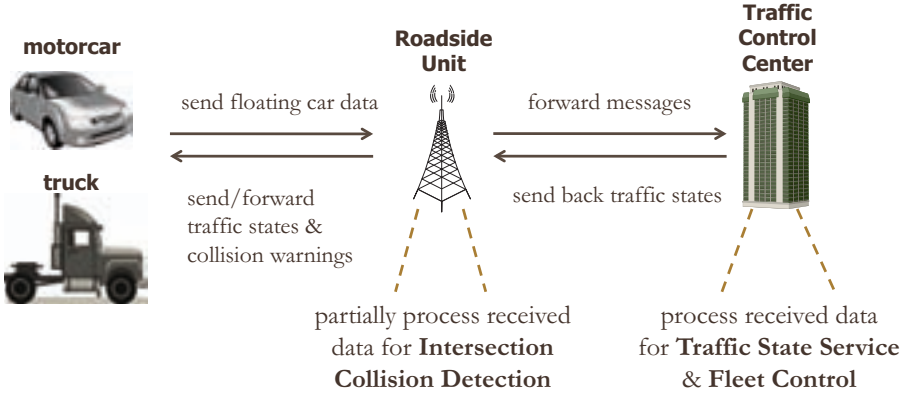 motorcar
truck
send floating car data
send/forward
traffic states &
collision warnings
Roadside
Unit
partially process received
data for Intersection
Collision Detection
forward messages
send back traffic states
Traffic
Control
Center
process received data
for Traffic State Service
& Fleet Control